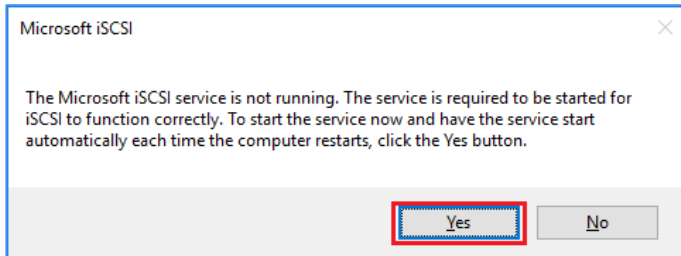 Microsoft iSCSI
The Microsoft iSCSI service is not running. The service is required to be started for
iSCSI to function correctly. To start the service now and have the service start
automatically each time the computer restarts, click the Yes button.
Yes
No